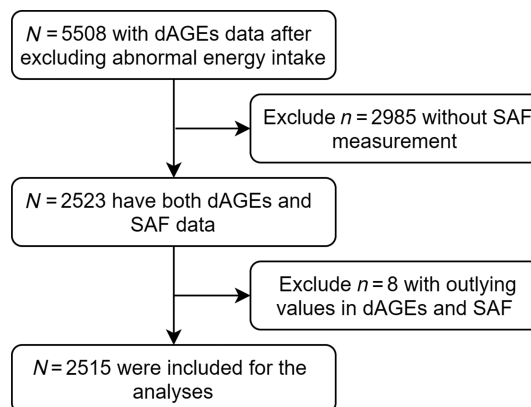 N = 5508 with dAGEs data after
excluding abnormal energy intake
Exclude n = 2985 without SAF
measurement
N = 2523 have both dAGEs and
SAF data
Exclude n = 8 with outlying
values in dAGEs and SAF
N = 2515 were included for the
analyses